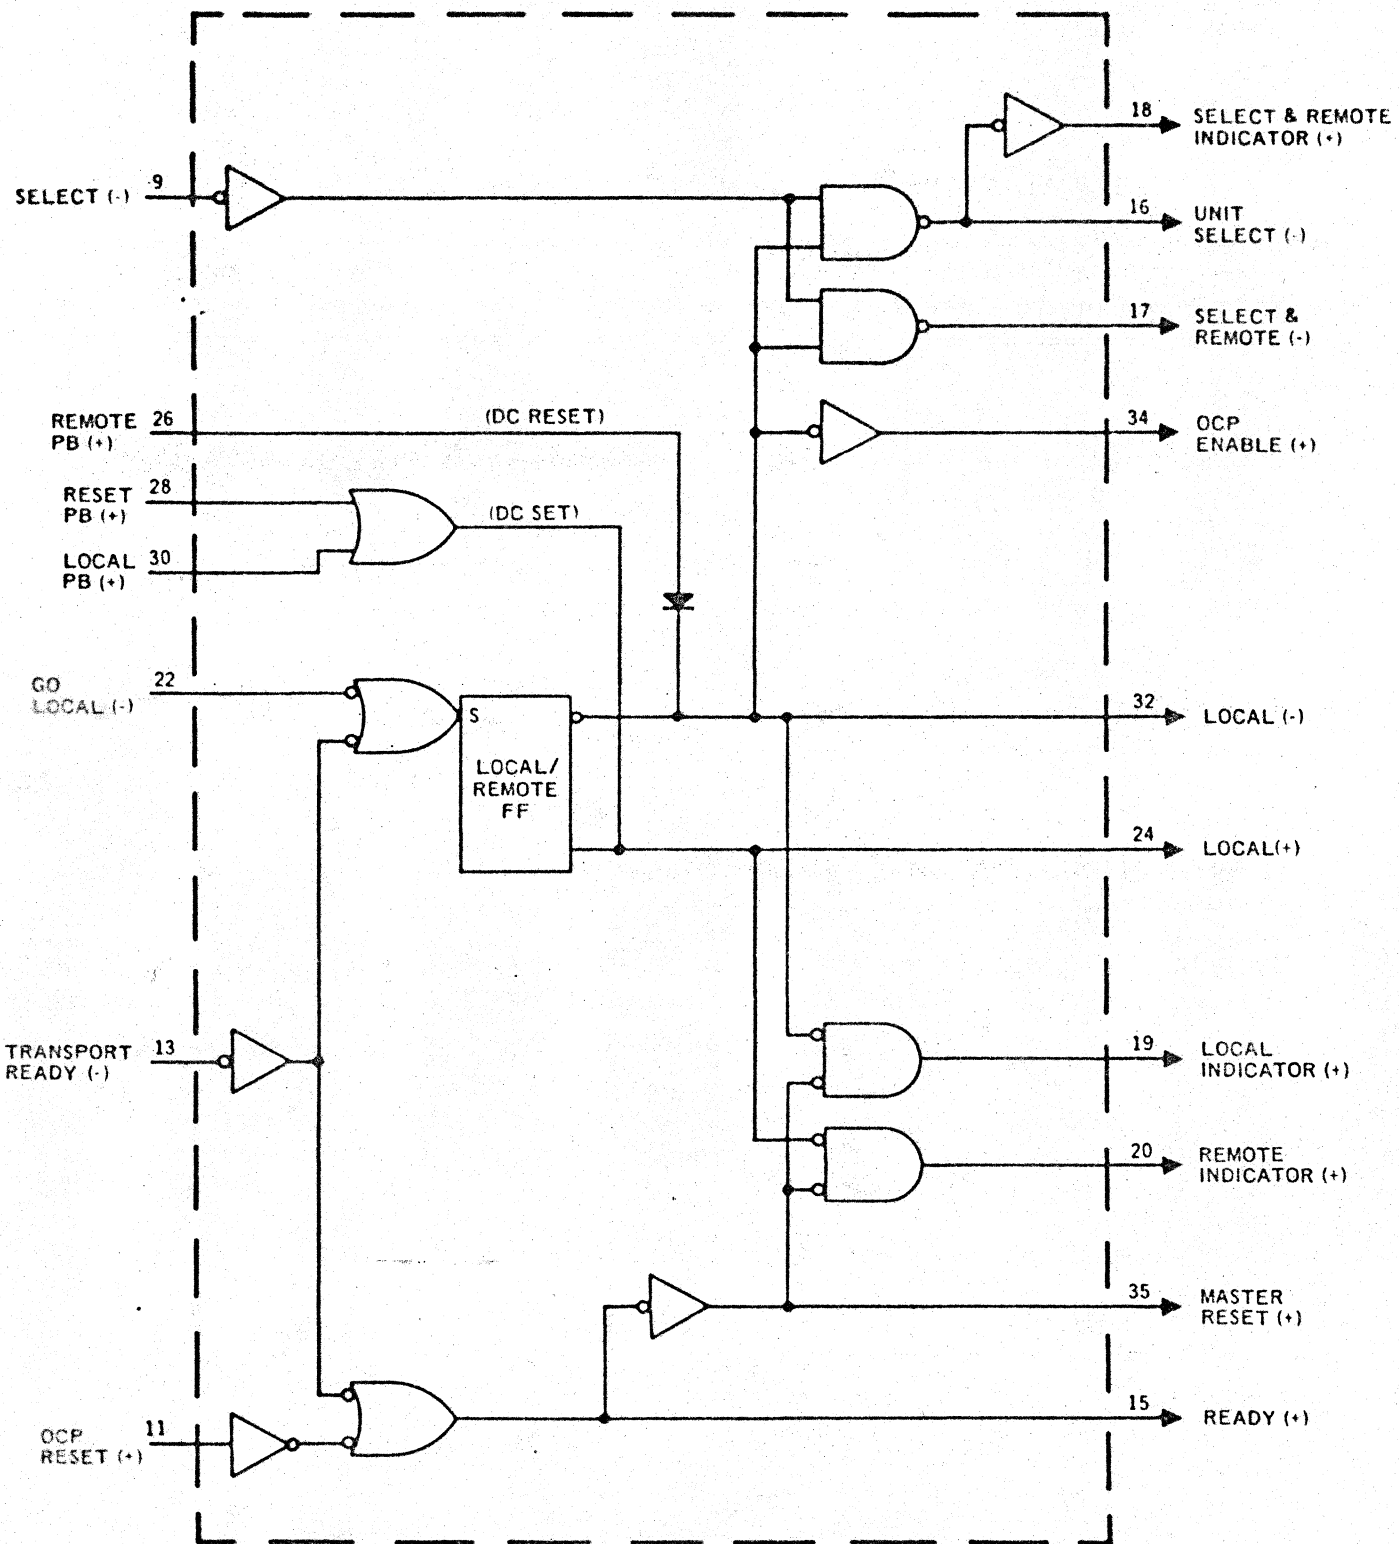 18
SELECT & REMOTE
INDICATOR (+)
SELECT (-)
9
16
UNIT
SELECT (-)
17
SELECT &
REMOTE (-)
REMOTE
PB (+)
26
(DC RESET)
34
OCP
ENABLE (+)
RESET
PB (+)
28
(DC SET)
LOCAL
PB (+)
30
GO
LOCAL (-)
22
S
LOCAL/
REMOTE
FF
32
LOCAL (-)
24
LOCAL(+)
TRANSPORT
READY (-)
13
19
LOCAL
INDICATOR (+)
20
REMOTE
INDICATOR (+)
35
MASTER
RESET (+)
15
READY (+)
OCP
RESET (+)
11